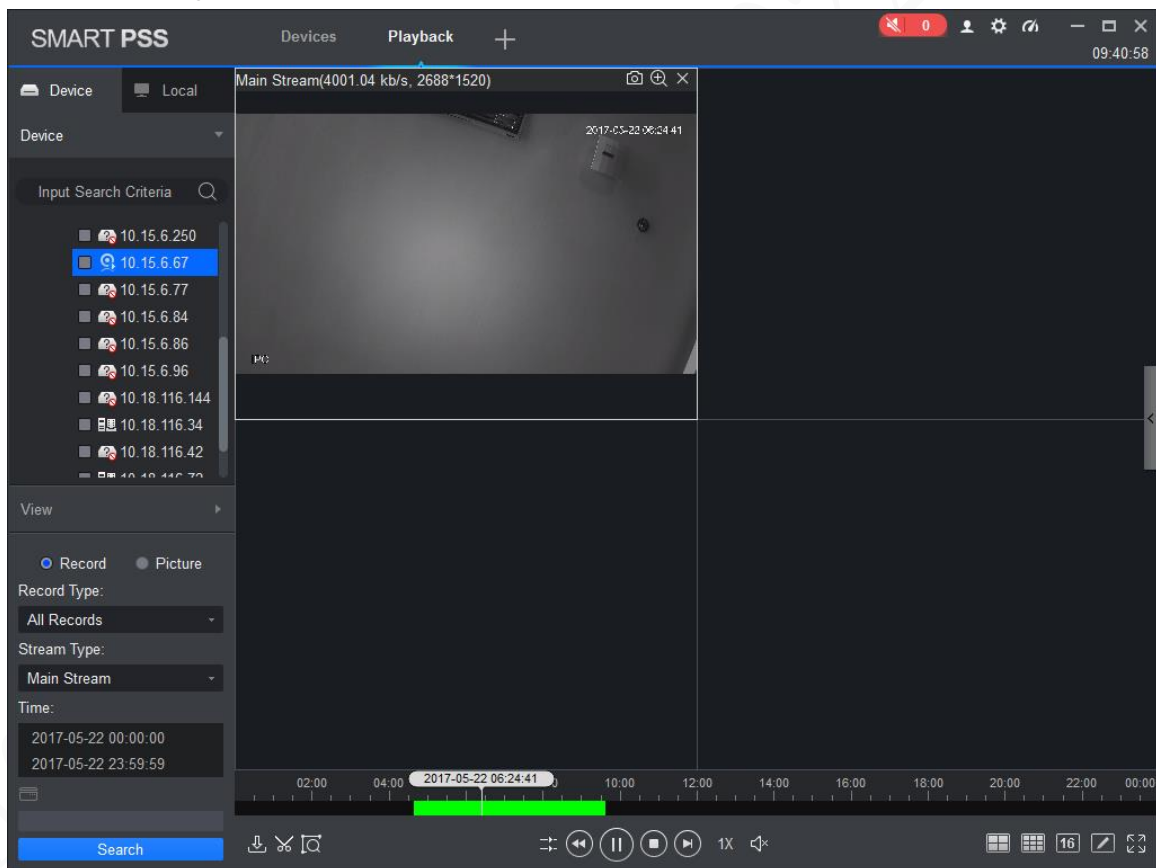 SMART PSS
Devices
Playback
0
09:40:58
Device
Local
Device
Input Search Criteria
10.15.6.250
10.15.6.67
10.15.6.77
10.15.6.84
10.15.6.86
10.15.6.96
10.18.116.144
10.18.116.34
10.18.116.42
View
Record
Picture
Record Type:
All Records
Stream Type:
Main Stream
Time:
2017-05-22 00:00:00
2017-05-22 23:59:59
Search
Main Stream(4001.04 kb/s, 2688*1520)
2017-05-22 06:24:41
02:00 04:00 2017-05-22 06:24:41 10:00 12:00 14:00 16:00 18:00 20:00 22:00 00:00
1X
16